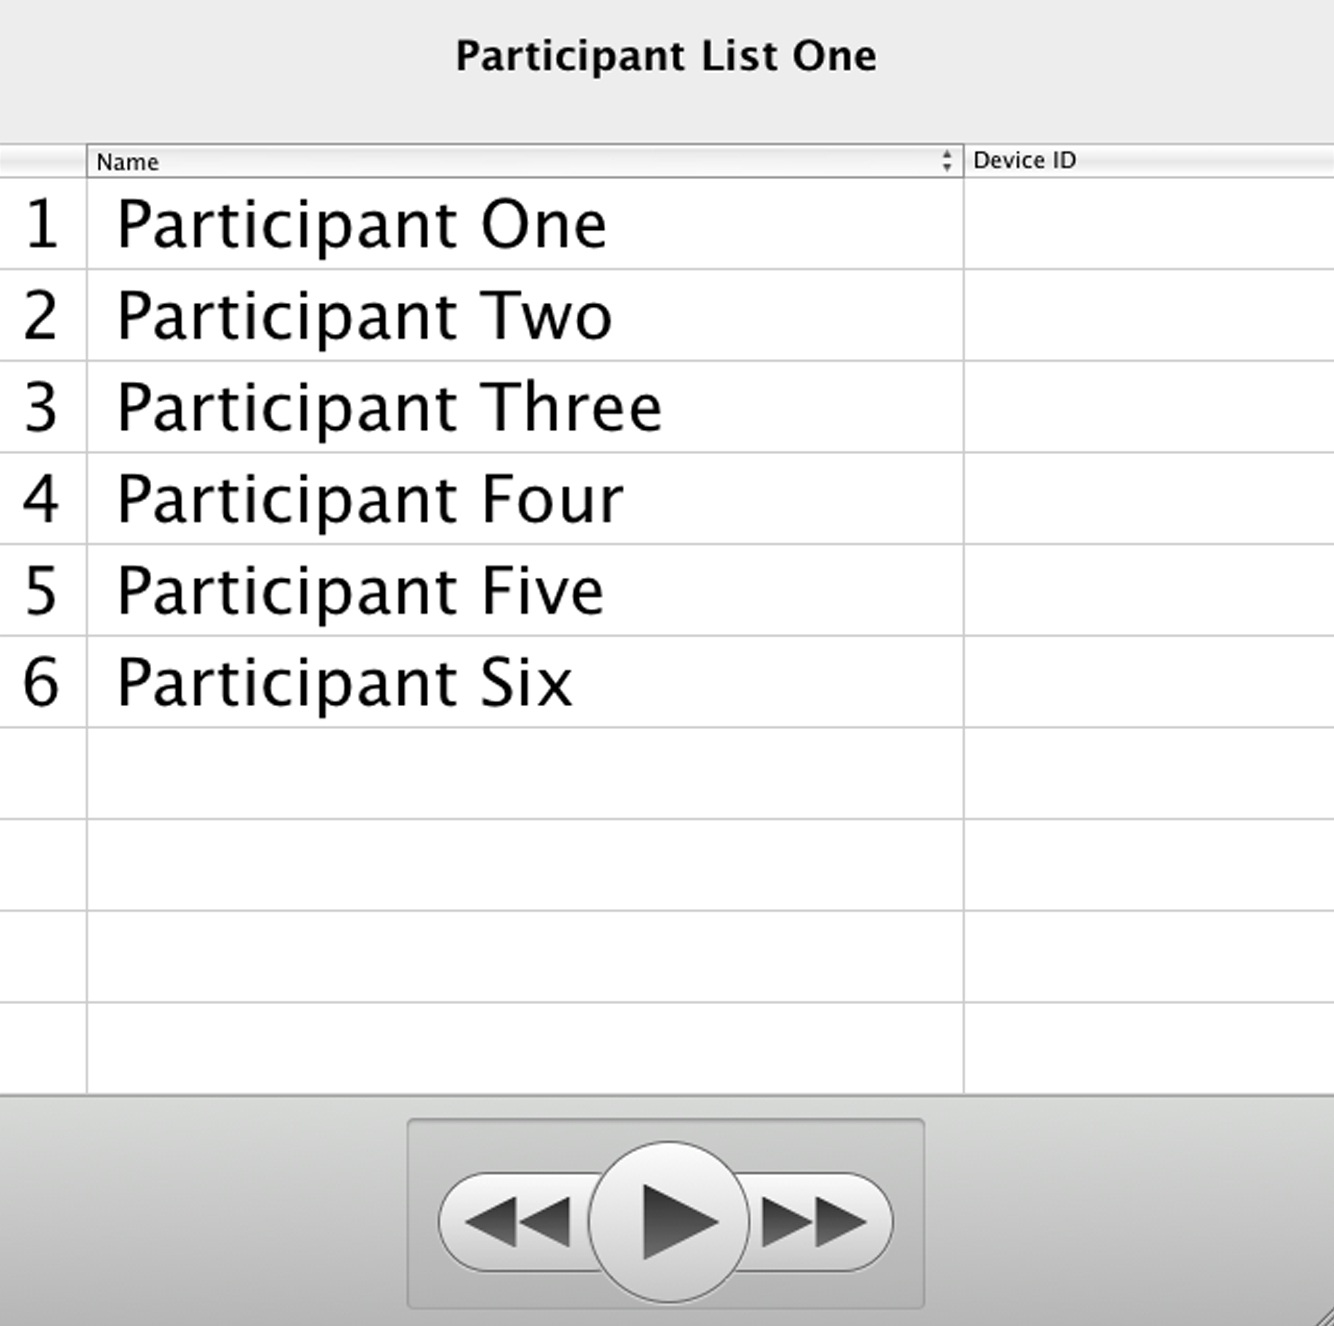 Participant List One
Name Device ID
1 Participant One
2 Participant Two
3 Participant Three
4 Participant Four
5 Participant Five
6 Participant Six